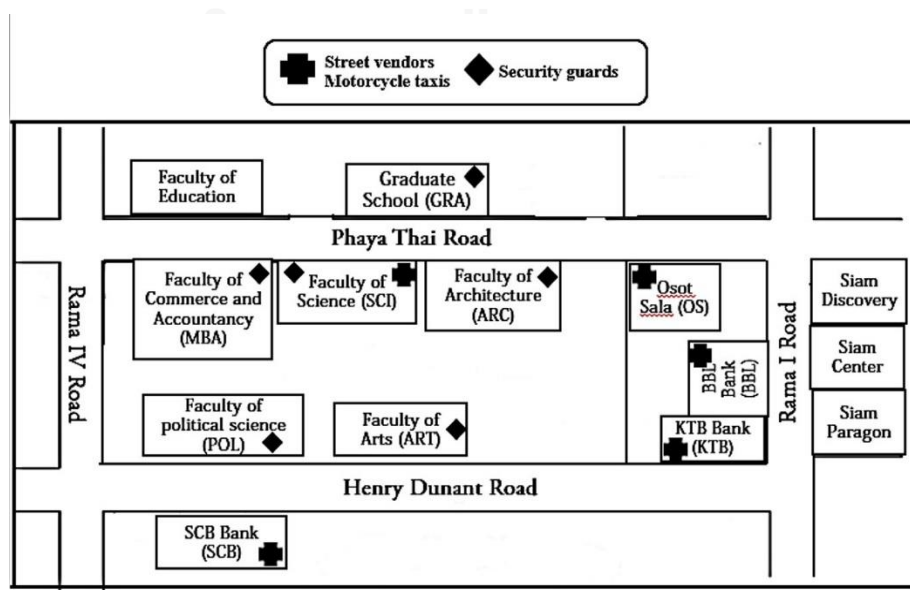 Street vendors
Motorcycle taxis
Security guards
Faculty of
Education
Graduate
School (GRA)
Phaya Thai Road
Faculty of
Commerce and
Accountancy
(MBA)
Faculty of
Science (SCI)
Faculty of
Architecture
(ARC)
Osot
Sala (OS)
Siam
Discovery
Rama IV Road
BBL
Bank
(BBL)
Rama I Road
Siam
Center
Faculty of
political science
(POL)
Faculty of
Arts (ART)
KTB Bank
(KTB)
Siam
Paragon
Henry Dunant Road
SCB Bank
(SCB)